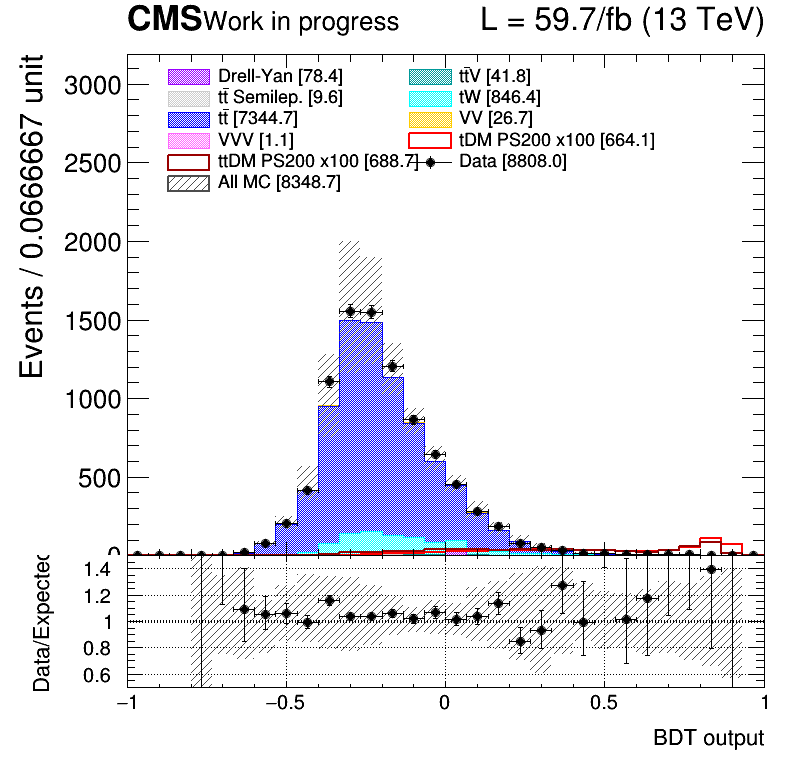 CMS Work in progress L = 59.7/fb (13 TeV)
Events / 0.0666667 unit
3000
2500
2000
1500
1000
500
0
Drell-Yan [78.4] tt̄V [41.8]
tt̄ Semilep. [9.6] tW [846.4]
tt̄ [7344.7] VV [26.7]
VVV [1.1] tDM PS200 x100 [664.1]
ttDM PS200 x100 [688.7] Data [8808.0]
All MC [8348.7]
Data/Expected
1.4
1.2
1
0.8
0.6
−1 −0.5 0 0.5 1
BDT output